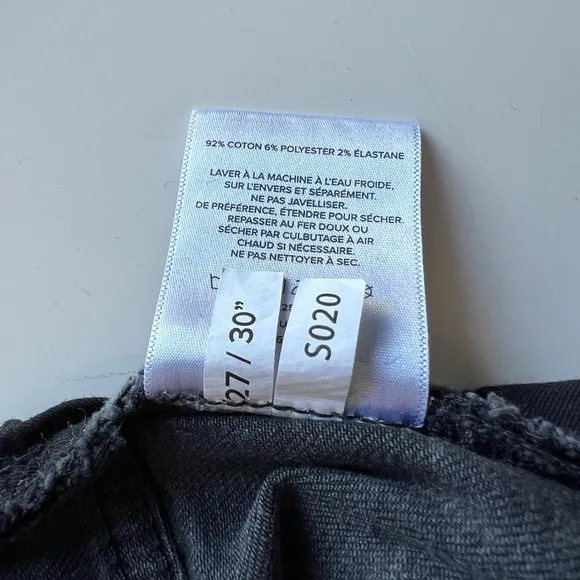 92% COTON 6% POLYESTER 2% ÉLASTANE
LAVER À LA MACHINE À L'EAU FROIDE,
SUR L'ENVERS ET SÉPARÉMENT.
NE PAS JAVELLISER.
DE PRÉFÉRENCE, ÉTENDRE POUR SÉCHER.
REPASSER AU FER DOUX OU
SÉCHER PAR CULBUTAGE À AIR
CHAUD SI NÉCESSAIRE.
NE PAS NETTOYER À SEC.
27 / 30”
S020